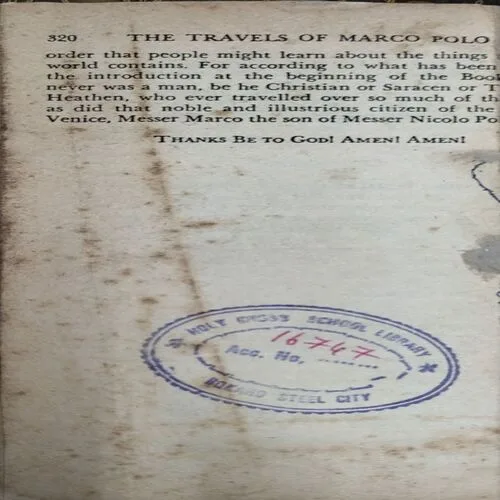 320 THE TRAVELS OF MARCO POLO
order that people might learn about the things
world contains. For according to what has been
the introduction at the beginning of the Boo
never was a man, be he Christian or Saracen or T
Heathen, who ever travelled over so much of th
as did that noble and illustrious citizen of the
Venice, Messer Marco the son of Messer Nicolo Po
THANKS BE TO GOD! AMEN! AMEN!
HOLY CROSS SCHOOL LIBRARY
Acc. No. 16747
BOKARO STEEL CITY